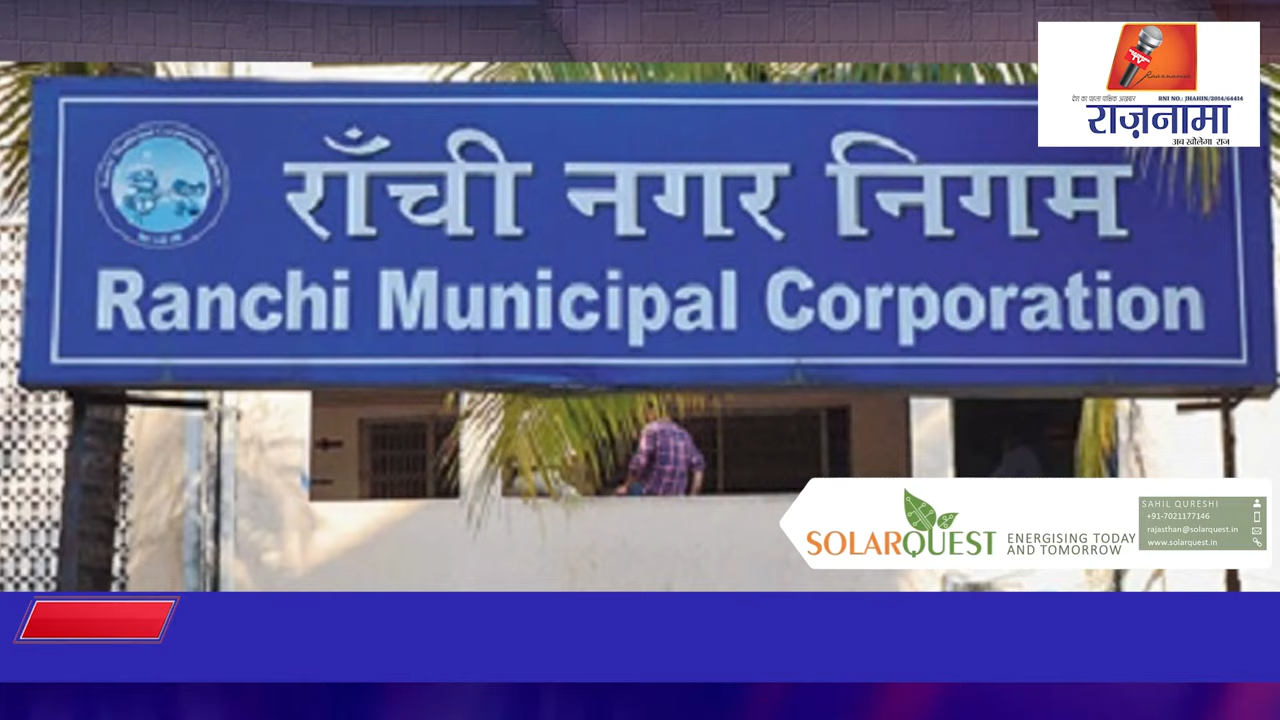 देश का पहला पाक्षिक अखबार
RNI NO.: JHAHIN/2014/64414
राज़नामा
अब खोलेगा राज
राँची नगर निगम
Ranchi Municipal Corporation
SOLARQUEST
ENERGISING TODAY
AND TOMORROW
SAHIL QURESHI
+91-7021177146
rajasthan@solarquest.in
www.solarquest.in